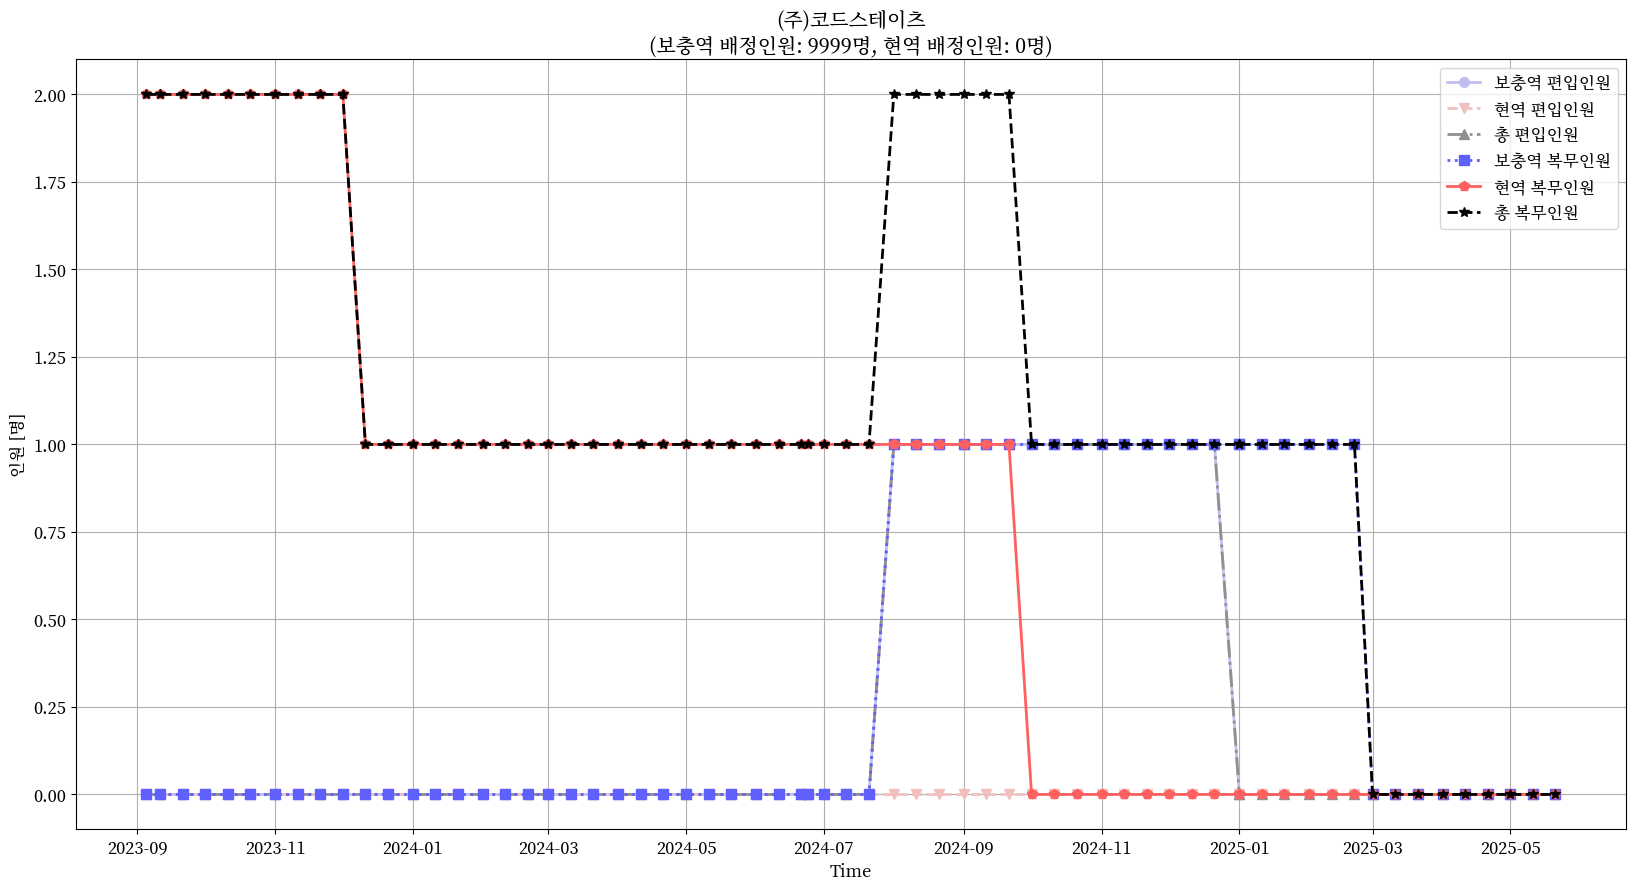 (주)코드스테이츠
(보충역 배정인원: 9999명, 현역 배정인원: 0명)
보충역 편입인원
현역 편입인원
총 편입인원
보충역 복무인원
현역 복무인원
총 복무인원
인원 [명]
2.00
1.75
1.50
1.25
1.00
0.75
0.50
0.25
0.00
2023-09 2023-11 2024-01 2024-03 2024-05 2024-07 2024-09 2024-11 2025-01 2025-03 2025-05
Time